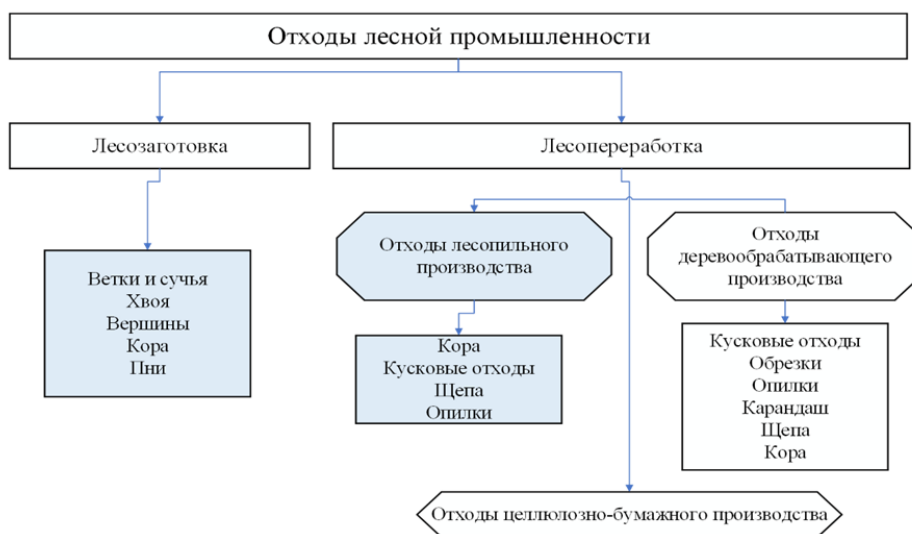 Отходы лесной промышленности
Лесозаготовка
Лесопереработка
Ветки и сучья
Хвоя
Вершины
Кора
Пни
Отходы лесопильного
производства
Отходы
деревообрабатывающего
производства
Кора
Кусковые отходы
Щепа
Опилки
Кусковые отходы
Обрезки
Опилки
Карандаш
Щепа
Кора
Отходы целлюлозно-бумажного производства